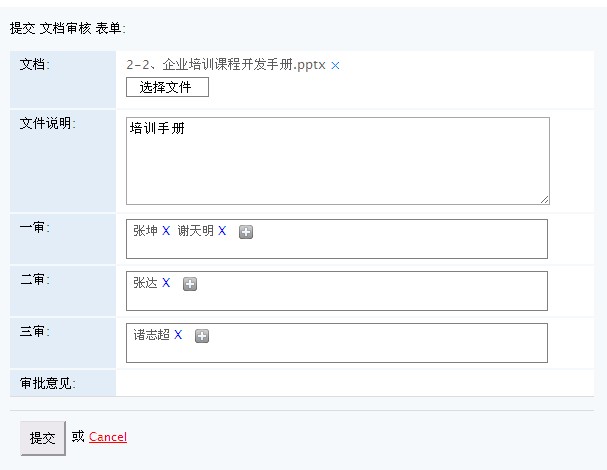 提交 文档审核 表单:
文档:
2-2、企业培训课程开发手册.pptx ×
选择文件
文件说明:
培训手册
一审:
张坤 X 谢天明 X
二审:
张达 X
三审:
诸志超 X
审批意见:
提交 或 Cancel